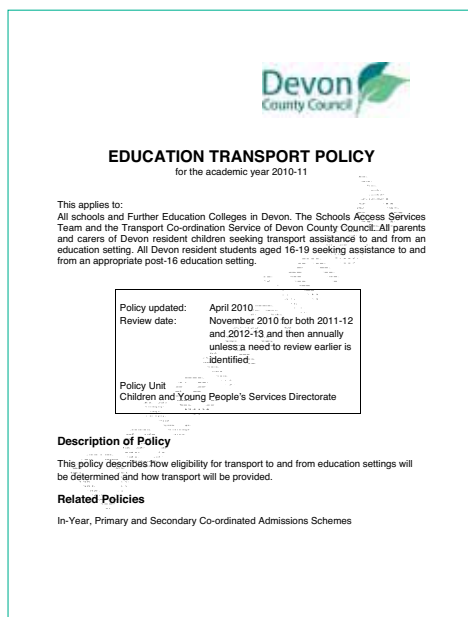 Devon
County Council
EDUCATION TRANSPORT POLICY
for the academic year 2010-11
This applies to:
All schools and Further Education Colleges in Devon. The Schools Access Services
Team and the Transport Co-ordination Service of Devon County Council. All parents
and carers of Devon resident children seeking transport assistance to and from an
education setting. All Devon resident students aged 16-19 seeking assistance to and
from an appropriate post-16 education setting.
Policy updated: April 2010
Review date: November 2010 for both 2011-12
and 2012-13 and then annually
unless a need to review earlier is
identified
Policy Unit
Children and Young People's Services Directorate
Description of Policy
This policy describes how eligibility for transport to and from education settings will
be determined and how transport will be provided.
Related Policies
In-Year, Primary and Secondary Co-ordinated Admissions Schemes